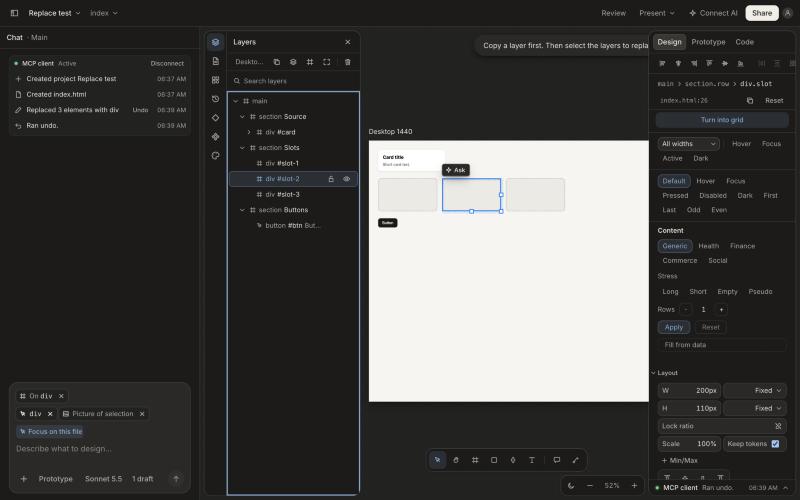 Replace test
index
Review
Present
Connect AI
Share
Chat · Main
MCP client Active Disconnect
Created project Replace test 06:37 AM
Created index.html 06:37 AM
Replaced 3 elements with div Undo 06:39 AM
Ran undo. 06:39 AM
On div
div
Picture of selection
Focus on this file
Describe what to design...
Prototype
Sonnet 5.5
1 draft
Layers
Deskto...
Search layers
main
section Source
div #card
section Slots
div #slot-1
div #slot-2
div #slot-3
section Buttons
button #btn But...
Copy a layer first. Then select the layers to repla
Desktop 1440
Card title
Short card text.
Ask
Button
52%
Design
Prototype
Code
main › section.row › div.slot
index.html:26
Reset
Turn into grid
All widths
Hover
Focus
Active
Dark
Default
Hover
Focus
Pressed
Disabled
Dark
First
Last
Odd
Even
Content
Generic
Health
Finance
Commerce
Social
Stress
Long
Short
Empty
Pseudo
Rows - 1 +
Apply
Reset
Fill from data
Layout
W 200px Fixed
H 110px Fixed
Lock ratio
Scale 100% Keep tokens
+ Min/Max
MCP client Ran undo. 06:39 AM